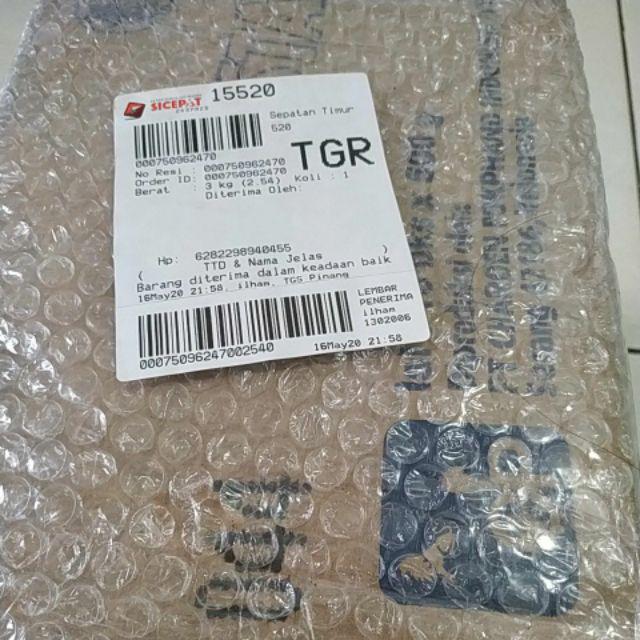 SICEPAT 15520
EXPRESS
Sepatan Timur
520
000750962470
TGR
No Resi : 000750962470
Order ID: 000750962470
Berat : 3 kg (2.54) Koli : 1
Diterima Oleh:
Hp: 6282298940455
( TTD & Nama Jelas )
Barang diterima dalam keadaan baik
16May20 21:58, ilham, TGS Pinang
LEMBAR
PENERIMA
ilham
1302006
00075096247002540
16May20 21:58